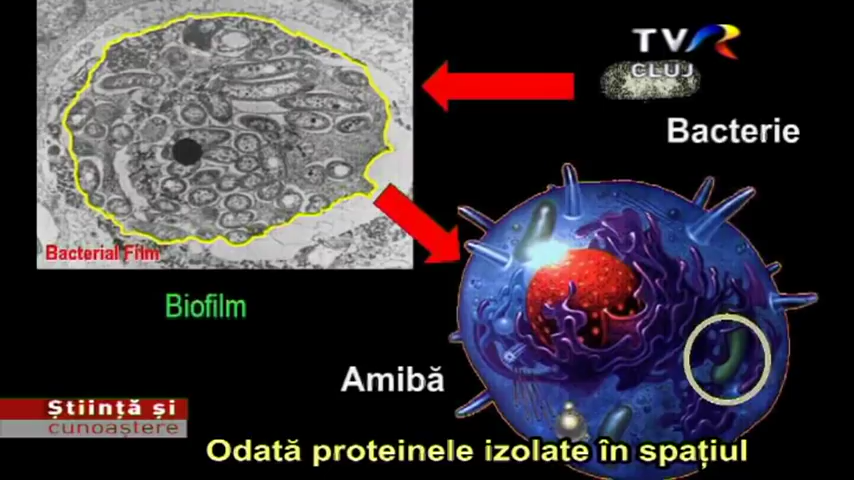 TVR
CLUJ
Bacterie
Bacterial Film
Biofilm
Amibă
Știință și
cunoaștere
Odată proteinele izolate în spațiul